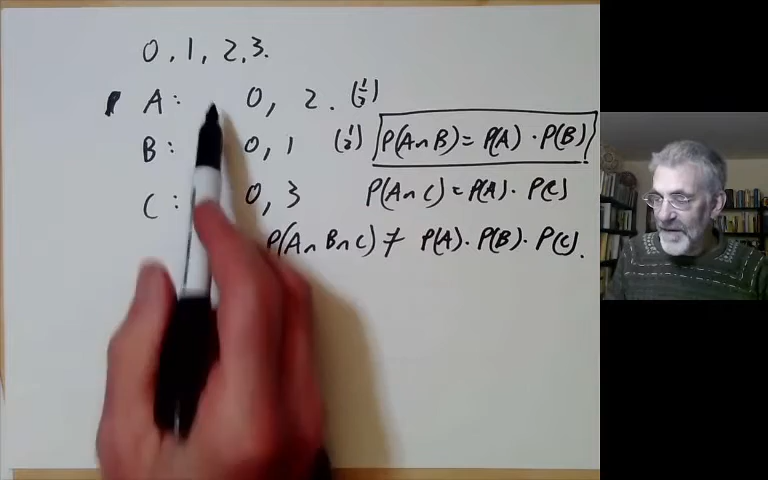 0, 1, 2, 3.
A: 0, 2. (1/2)
B: 0, 1 (1/2) P(A∩B) = P(A) · P(B)
C: 0, 3 P(A∩C) = P(A) · P(C)
P(A∩B∩C) ≠ P(A) · P(B) · P(C).